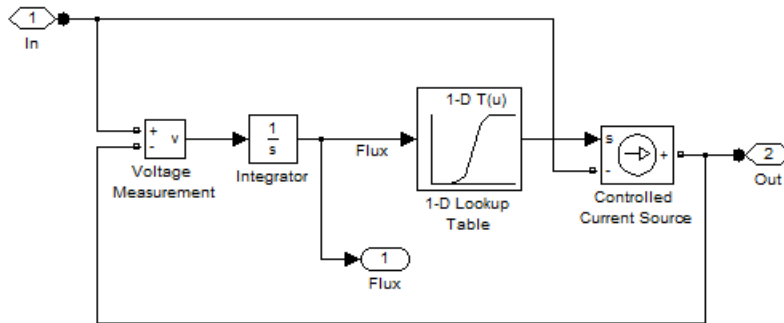 1
In
+
-
v
Voltage
Measurement
1
s
Integrator
Flux
1-D T(u)
1-D Lookup
Table
1
Flux
s
-
+
Controlled
Current Source
2
Out